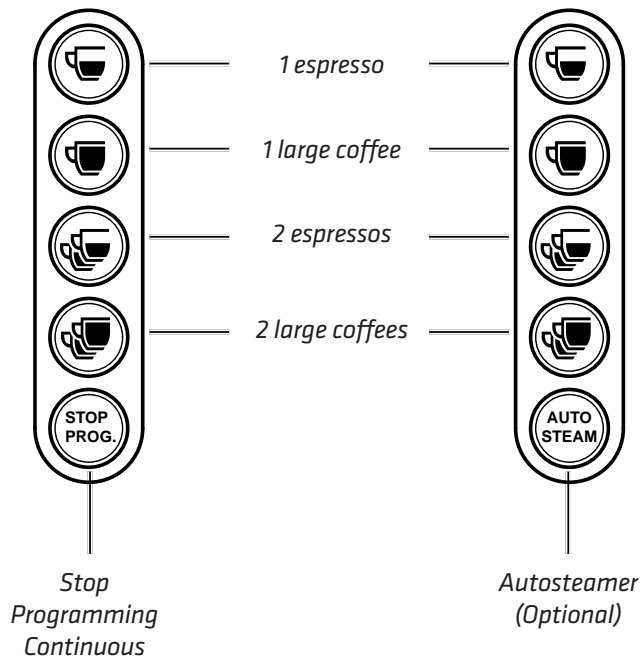 1 espresso
1 large coffee
2 espressos
2 large coffees
STOP
PROG.
AUTO
STEAM
Stop
Programming
Continuous
Autosteamer
(Optional)